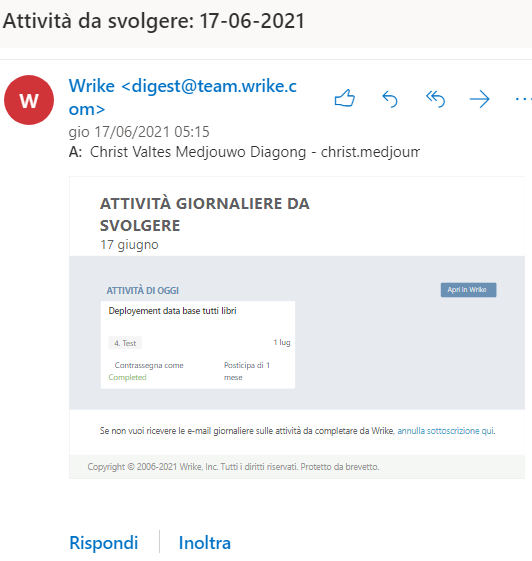 Attività da svolgere: 17-06-2021
W
Wrike <digest@team.wrike.c
om>
gio 17/06/2021 05:15
A: Christ Valtes Medjouwo Diagong - christ.medjoum
ATTIVITÀ GIORNALIERE DA
SVOLGERE
17 giugno
ATTIVITÀ DI OGGI
Apri in Wrike
Deployement data base tutti libri
4. Test
1 lug
Contrassegna come
Completed
Posticipa di 1
mese
Se non vuoi ricevere le e-mail giornaliere sulle attività da completare da Wrike, annulla sottoscrizione qui.
Copyright © 2006-2021 Wrike, Inc. Tutti i diritti riservati. Protetto da brevetto.
Rispondi
Inoltra